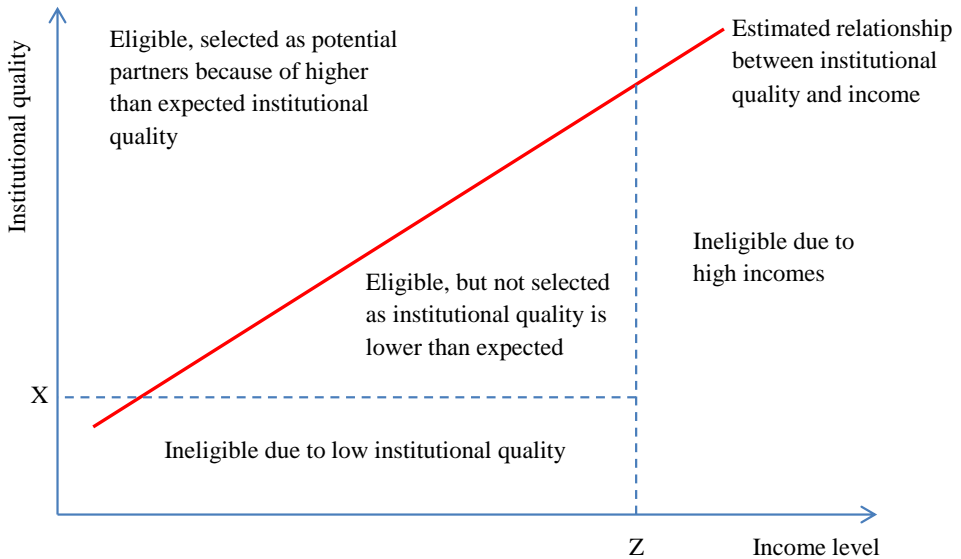 Eligible, selected as potential
partners because of higher
than expected institutional
quality
Estimated relationship
between institutional
quality and income
Institutional quality
Ineligible due to
high incomes
Eligible, but not selected
as institutional quality is
lower than expected
X
Ineligible due to low institutional quality
Z
Income level